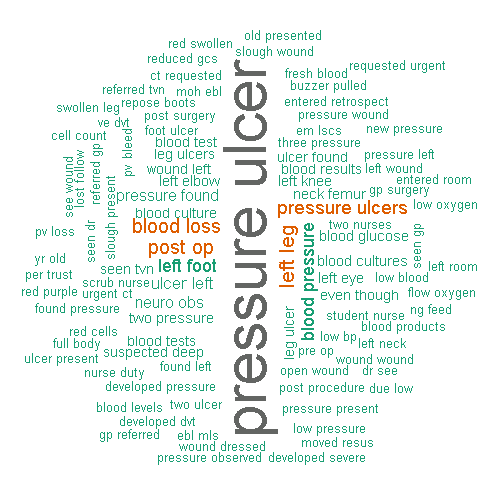 old presented
red swollen
slough wound
reduced gcs
requested urgent
ct requested
fresh blood
buzzer pulled
referred tvn
moh ebl
entered retrospect
swollen leg
repose boots
post surgery
pressure wound
ve dvt
foot ulcer
em lscs
new pressure
cell count
pv bleed
blood test
three pressure
leg ulcers
ulcer found
pressure left
see wound
lost follow
referred gp
wound left
blood results
left wound
slough present
left elbow
left knee
entered room
pressure found
neck femur
gp surgery
pressure ulcer
blood culture
pressure ulcers
low oxygen
pv loss
seen dr
blood loss
two nurses
seen gp
post op
left leg
blood pressure
blood glucose
yr old
left foot
blood cultures
per trust
seen tvn
left eye
left room
scrub nurse
ulcer left
low blood
red purple
urgent ct
neuro obs
even though
flow oxygen
found pressure
two pressure
student nurse
ng feed
red cells
blood products
full body
blood tests
leg ulcer
low bp
left neck
ulcer present
suspected deep
pre op
wound wound
nurse duty
found left
open wound
dr see
developed pressure
post procedure
due low
blood levels
two ulcer
pressure present
developed dvt
gp referred
ebl mls
low pressure
wound dressed
moved resus
pressure observed
developed severe